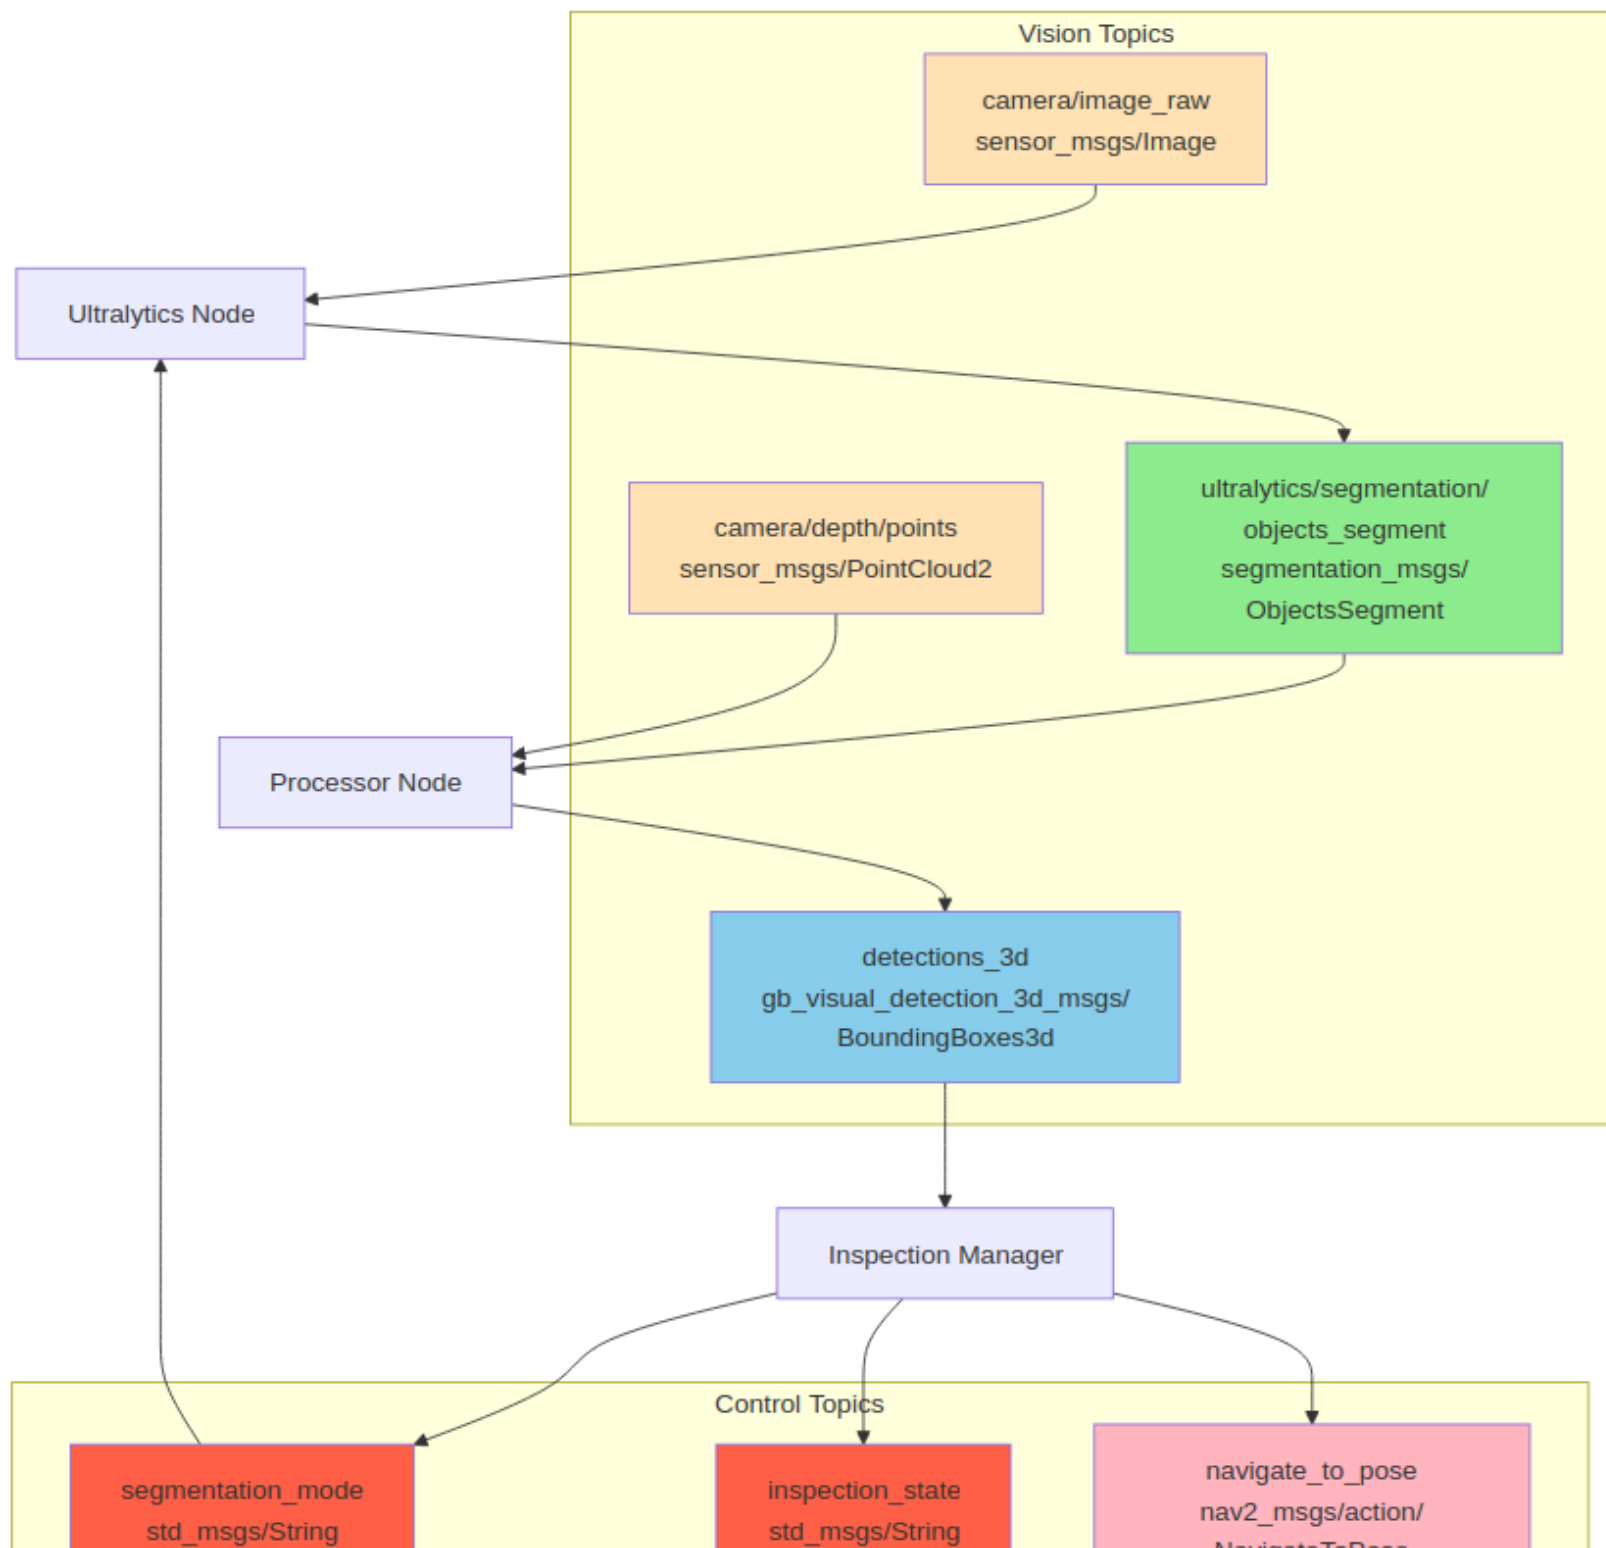 Vision Topics
camera/image_raw
sensor_msgs/Image
Ultralytics Node
ultralytics/segmentation/
objects_segment
segmentation_msgs/
ObjectsSegment
camera/depth/points
sensor_msgs/PointCloud2
Processor Node
detections_3d
gb_visual_detection_3d_msgs/
BoundingBoxes3d
Inspection Manager
Control Topics
segmentation_mode
std_msgs/String
inspection_state
std_msgs/String
navigate_to_pose
nav2_msgs/action/
NavigateToPose